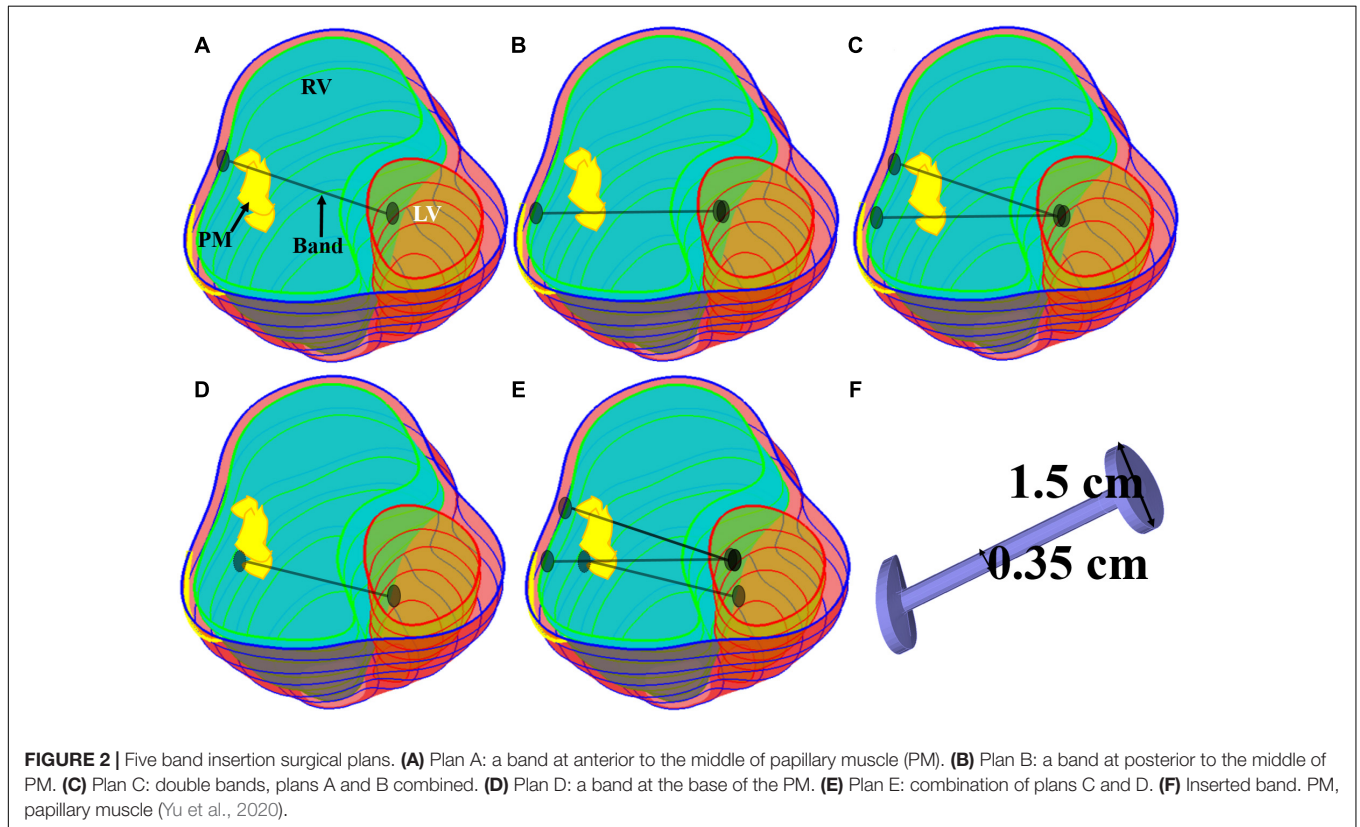 A
B
C
RV
PM
Band
LV
D
E
F
1.5 cm
0.35 cm
FIGURE 2 | Five band insertion surgical plans. (A) Plan A: a band at anterior to the middle of papillary muscle (PM). (B) Plan B: a band at posterior to the middle of
PM. (C) Plan C: double bands, plans A and B combined. (D) Plan D: a band at the base of the PM. (E) Plan E: combination of plans C and D. (F) Inserted band. PM,
papillary muscle (Yu et al., 2020).